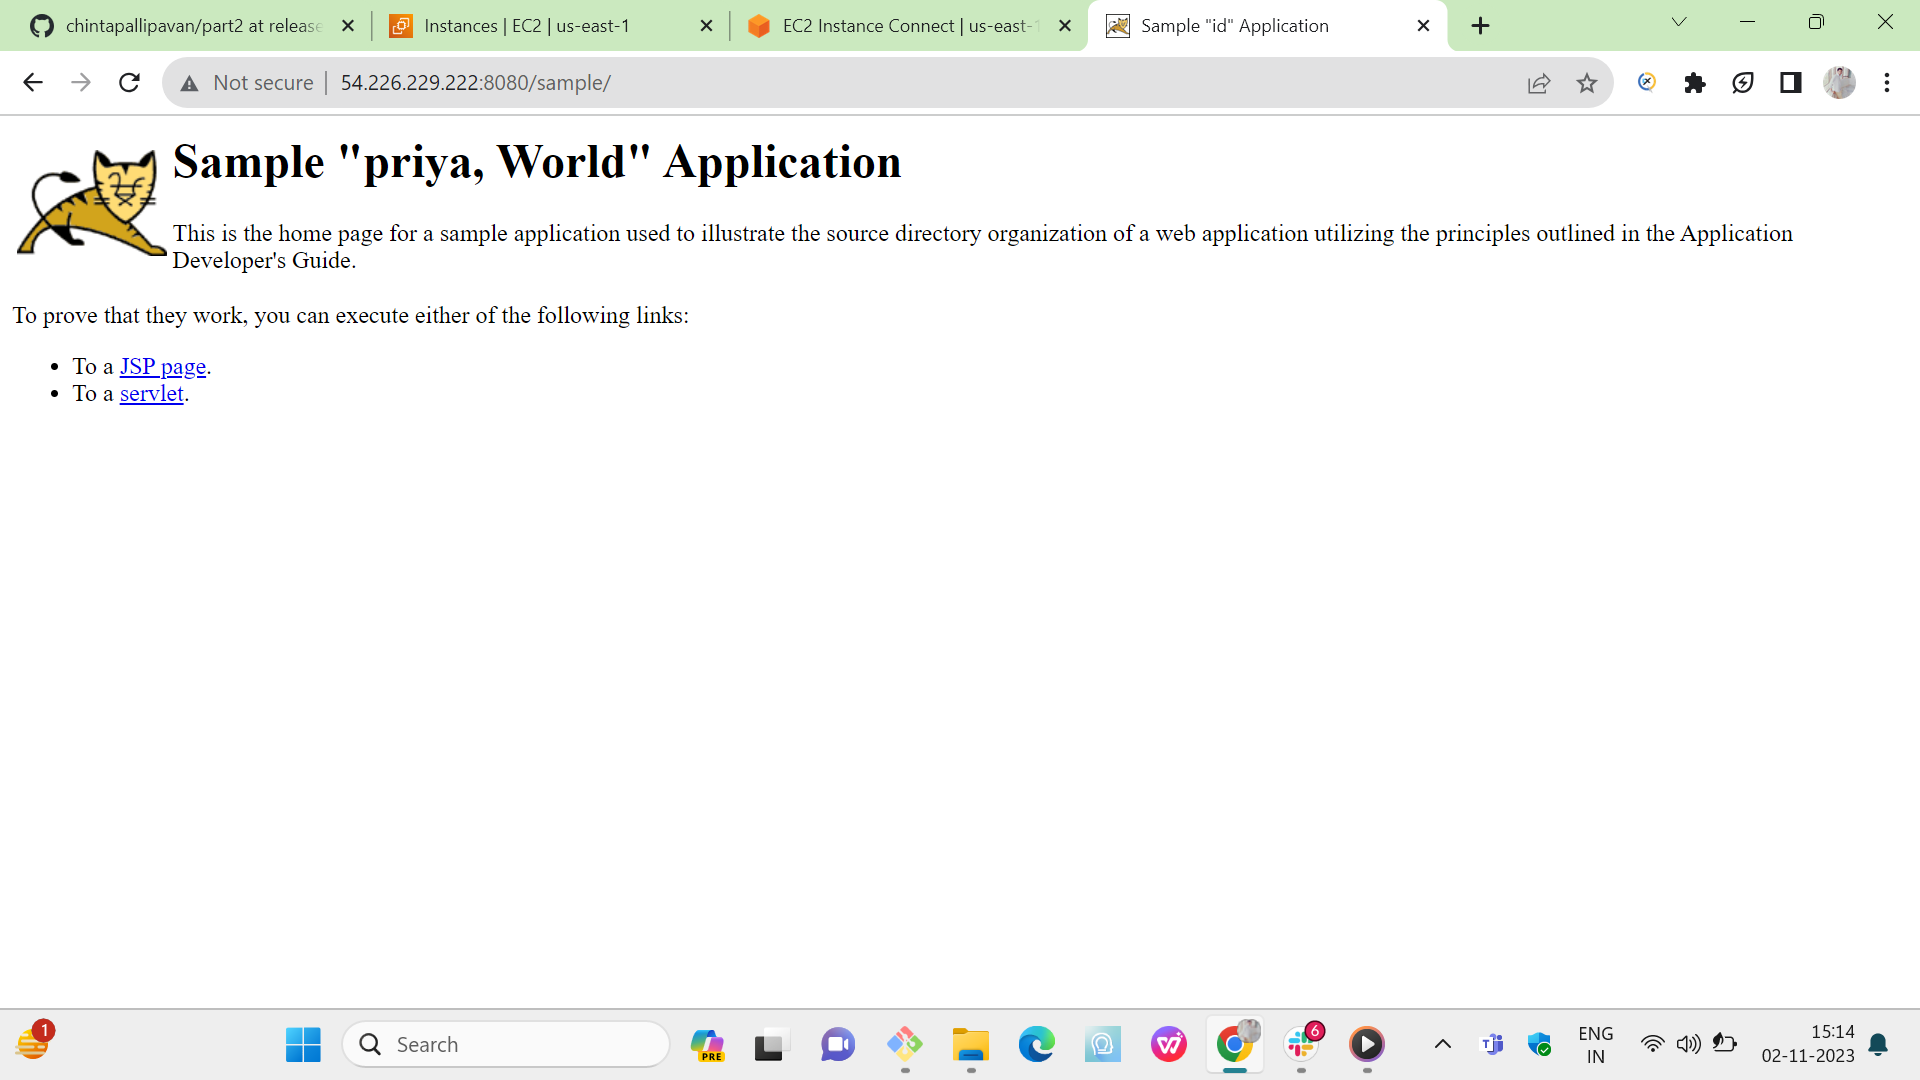 chintapallipavan/part2 at release
Instances | EC2 | us-east-1
EC2 Instance Connect | us-east-1
Sample "id" Application
Not secure
54.226.229.222:8080/sample/
Sample "priya, World" Application
This is the home page for a sample application used to illustrate the source directory organization of a web application utilizing the principles outlined in the Application
Developer's Guide.
To prove that they work, you can execute either of the following links:
• To a JSP page.
• To a servlet.
1
Search
PRE
6
ENG
IN
15:14
02-11-2023